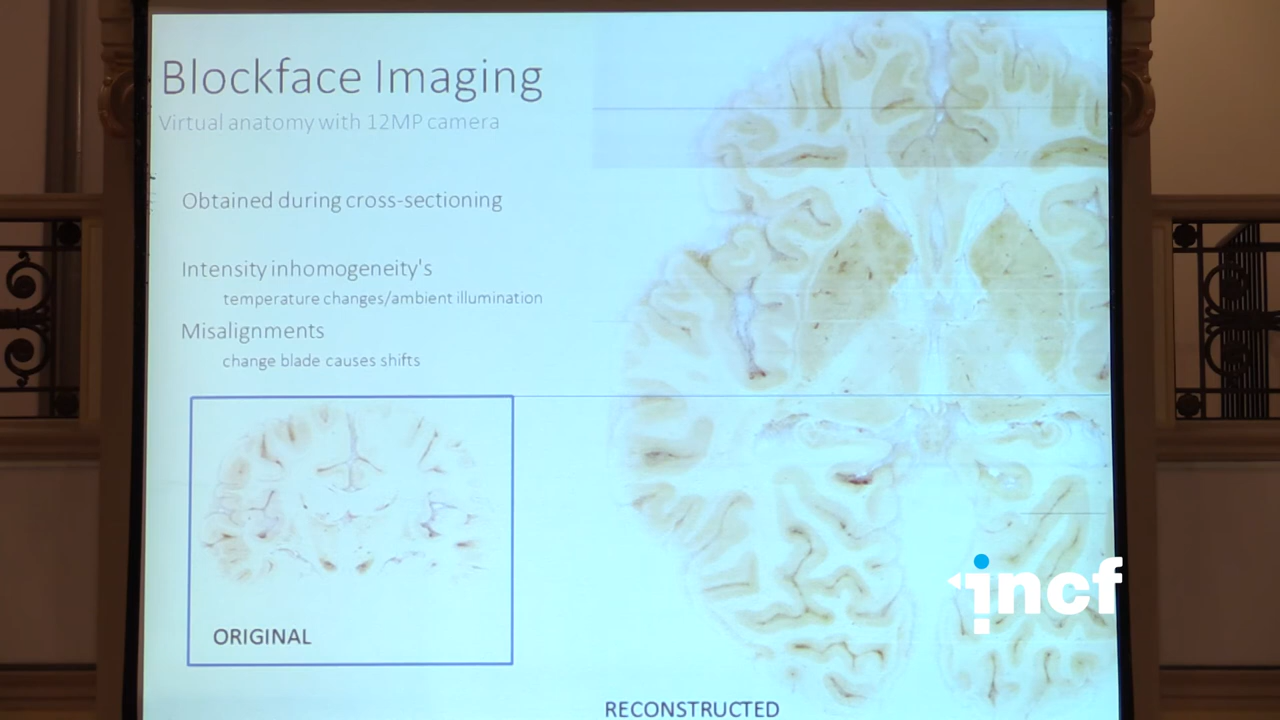 Blockface Imaging
Virtual anatomy with 12MP camera
Obtained during cross-sectioning
Intensity inhomogeneity's
temperature changes/ambient illumination
Misalignments
change blade causes shifts
ORIGINAL
RECONSTRUCTED
incf